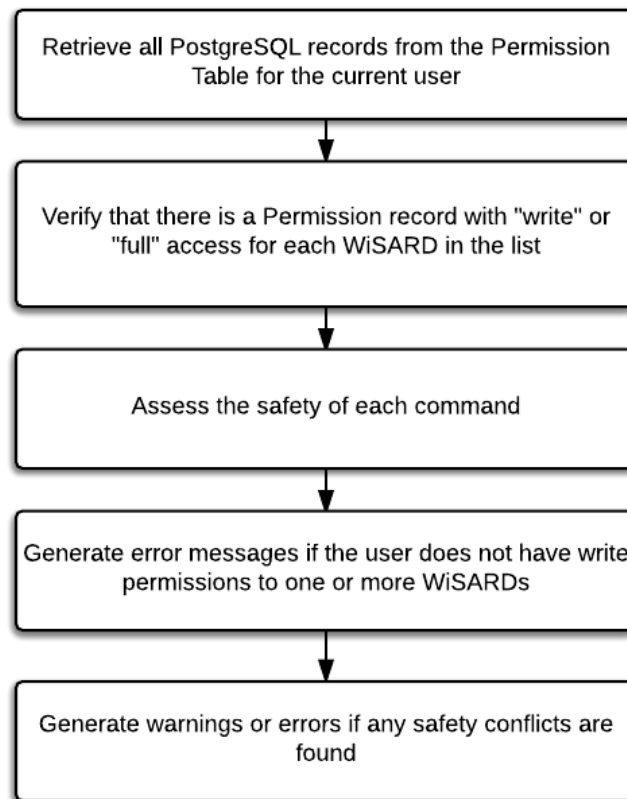 Retrieve all PostgreSQL records from the Permission
Table for the current user
Verify that there is a Permission record with "write" or
"full" access for each WiSARD in the list
Assess the safety of each command
Generate error messages if the user does not have write
permissions to one or more WiSARDs
Generate warnings or errors if any safety conflicts are
found